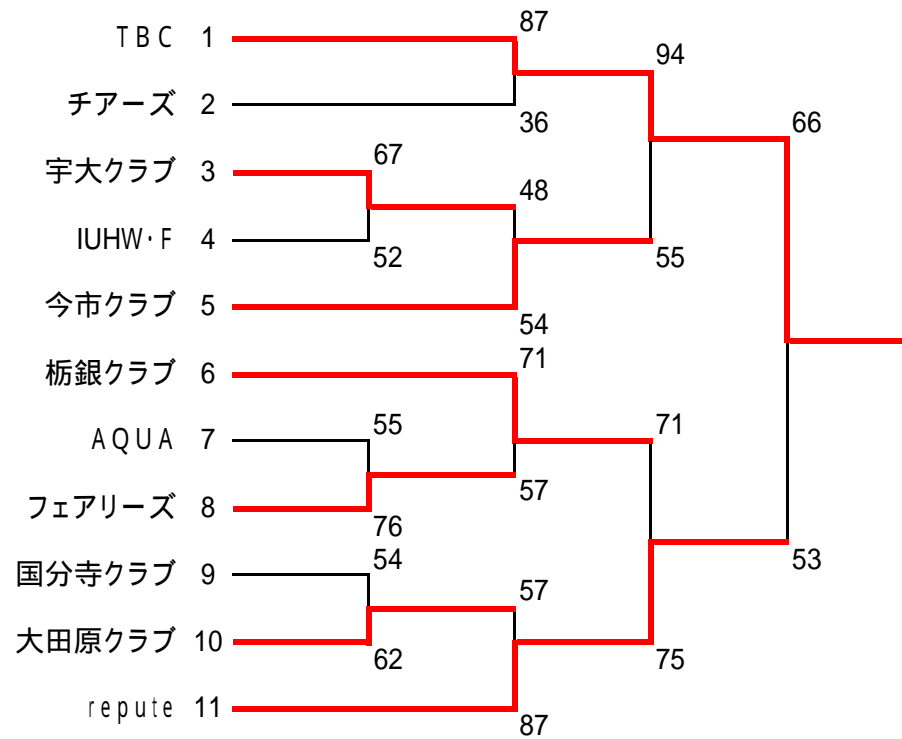 TBC 1
87
94
チアーズ 2
36
66
宇大クラブ 3
67
48
IUHW・F 4
52
55
今市クラブ 5
54
栃銀クラブ 6
71
AQUA 7
55
71
フェアリーズ 8
76
57
国分寺クラブ 9
54
57
53
大田原クラブ 10
62
75
repute 11
87